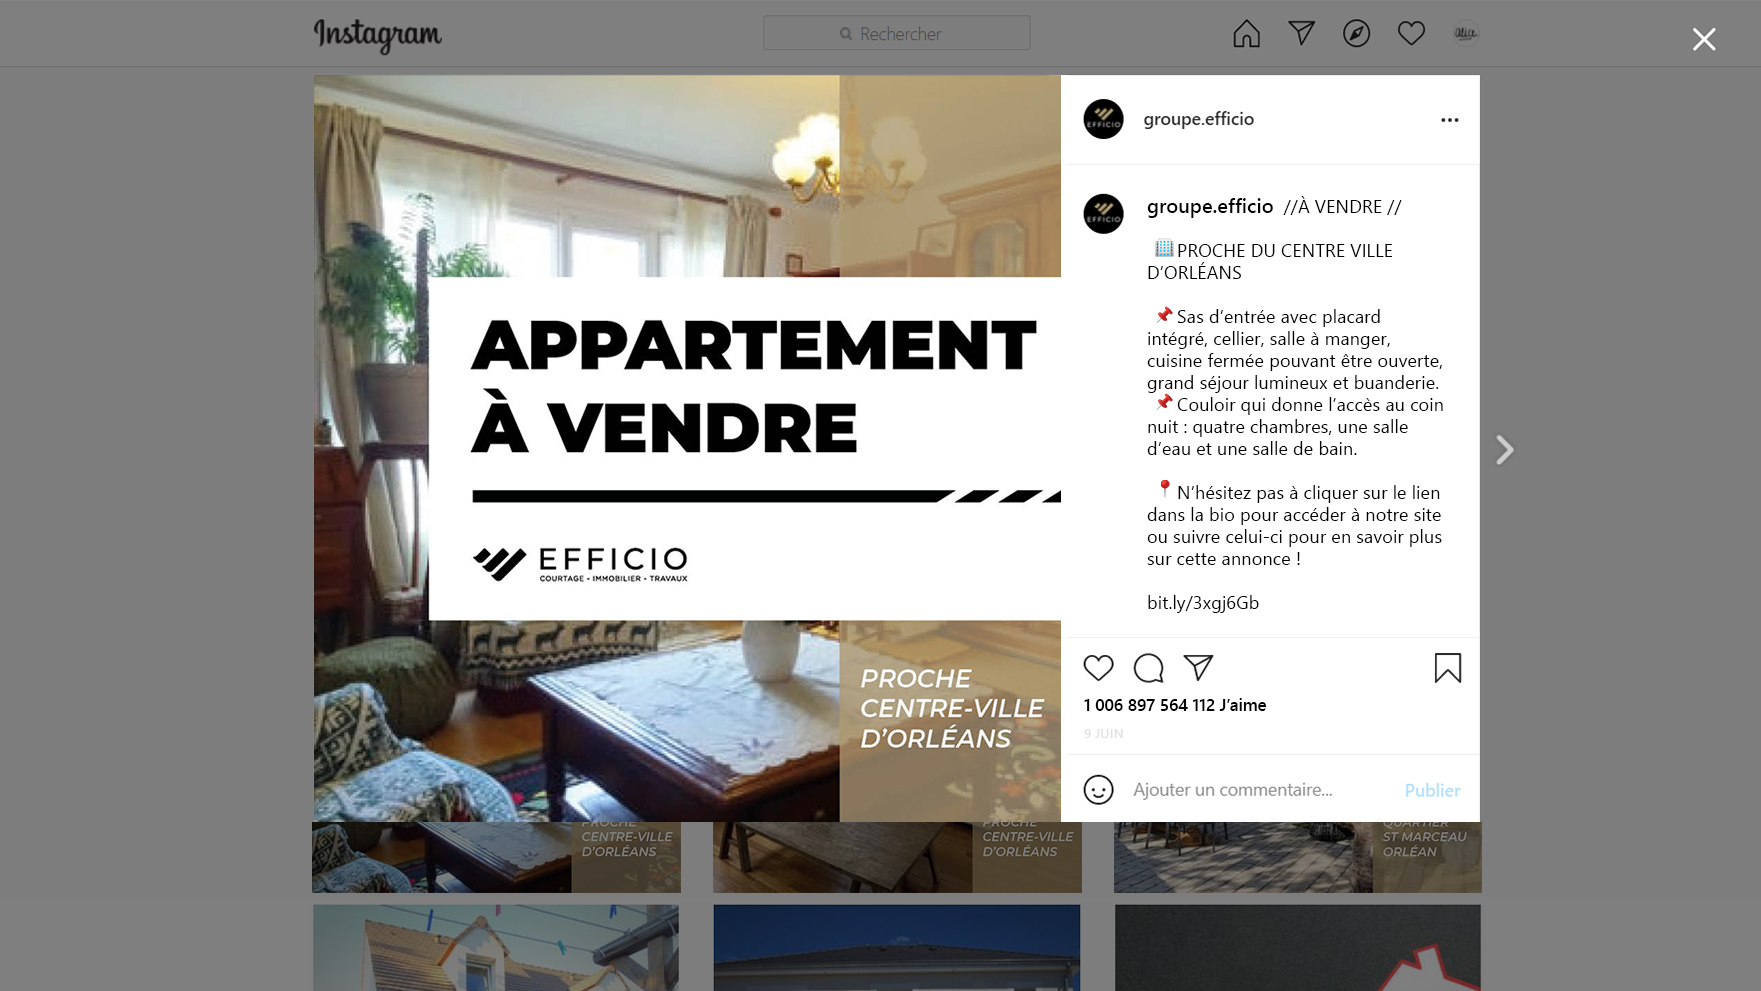 Instagram
Rechercher
Alice
APPARTEMENT
À VENDRE
EFFICIO
COURTAGE • IMMOBILIER • TRAVAUX
PROCHE
CENTRE-VILLE
D'ORLÉANS
EFFICIO
groupe.efficio
EFFICIO
groupe.efficio //À VENDRE //
PROCHE DU CENTRE VILLE
D'ORLÉANS
Sas d'entrée avec placard
intégré, cellier, salle à manger,
cuisine fermée pouvant être ouverte,
grand séjour lumineux et buanderie.
Couloir qui donne l'accès au coin
nuit : quatre chambres, une salle
d'eau et une salle de bain.
N'hésitez pas à cliquer sur le lien
dans la bio pour accéder à notre site
ou suivre celui-ci pour en savoir plus
sur cette annonce !
bit.ly/3xgj6Gb
1 006 897 564 112 J'aime
9 JUIN
Ajouter un commentaire...
Publier
PROCHE
CENTRE-VILLE
D'ORLÉANS
PROCHE
CENTRE-VILLE
D'ORLÉANS
QUARTIER
ST MARCEAU
ORLÉAN